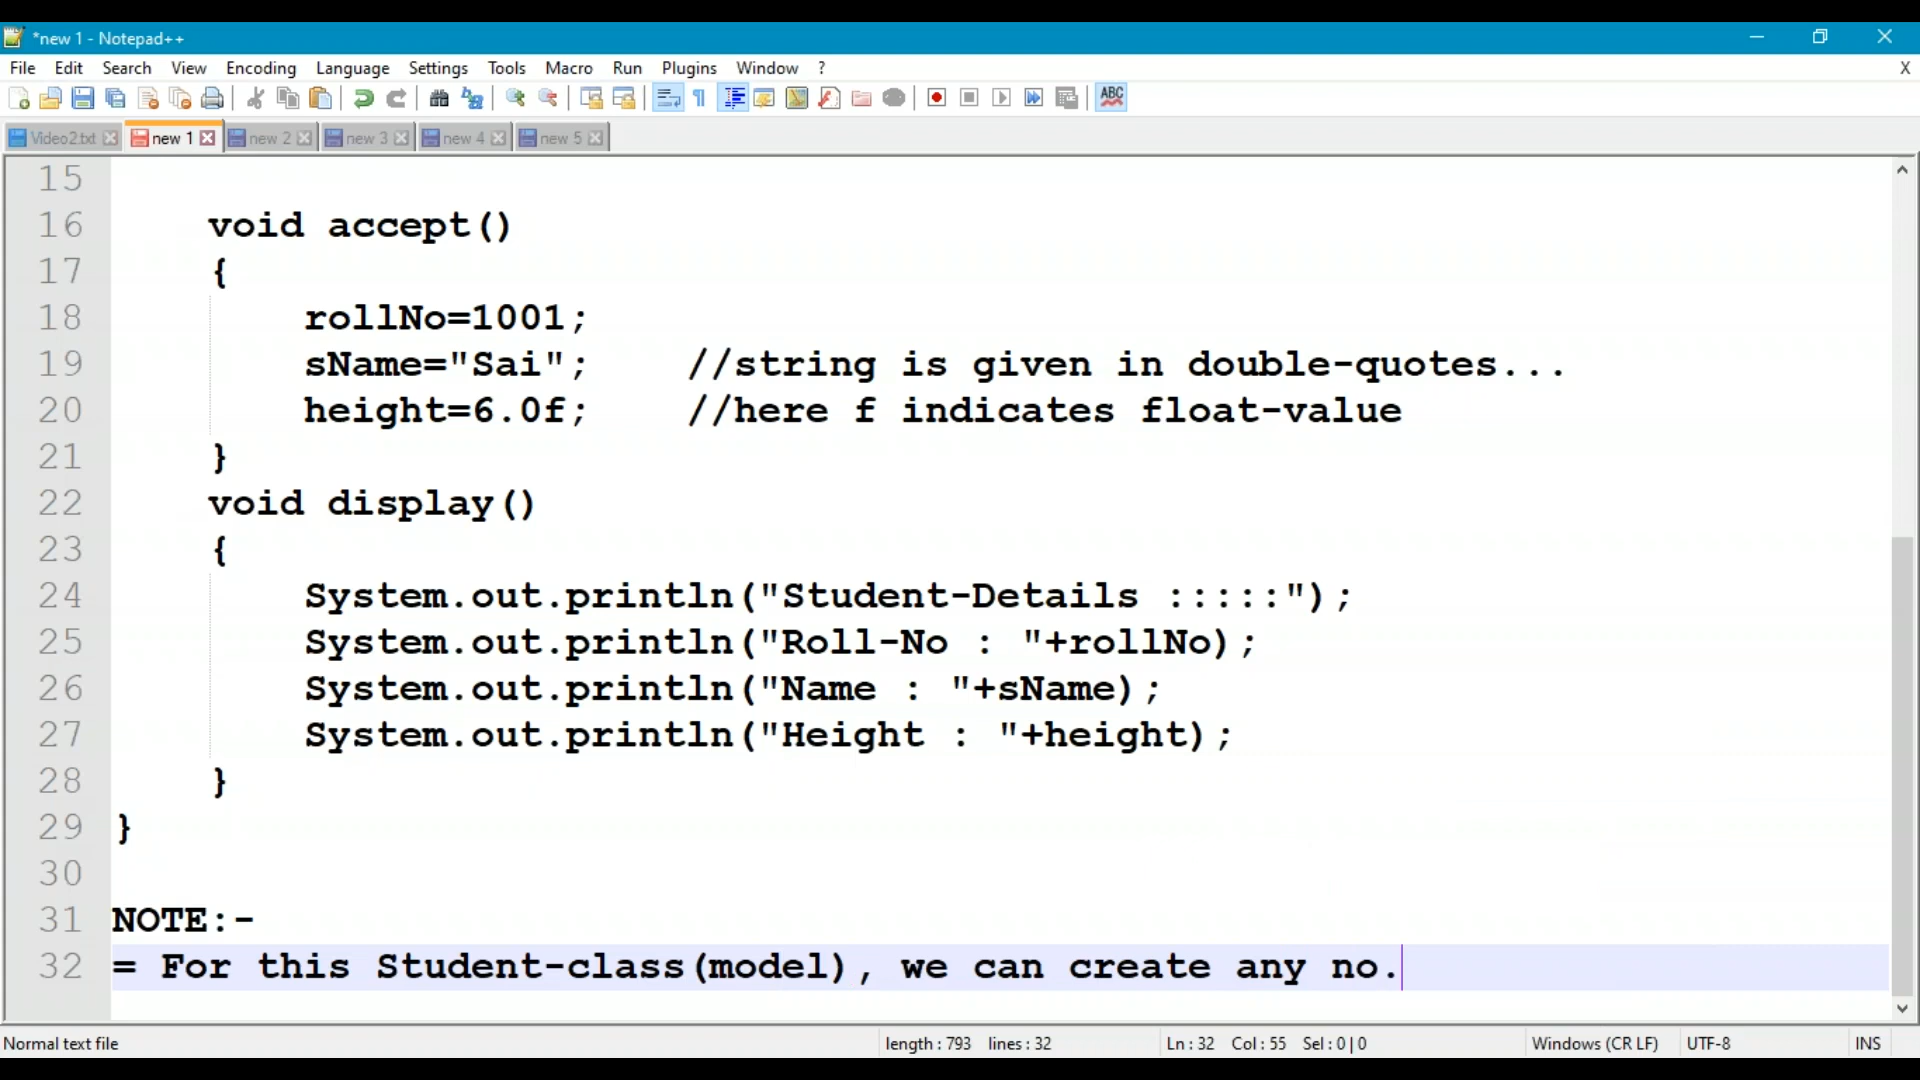 *new 1 - Notepad++
File Edit Search View Encoding Language Settings Tools Macro Run Plugins Window ? X
ABC
Video2.txt new 1 new 2 new 3 new 4 new 5
15
16 void accept()
17 {
18 rollNo=1001;
19 sName="Sai"; //string is given in double-quotes...
20 height=6.0f; //here f indicates float-value
21 }
22 void display()
23 {
24 System.out.println("Student-Details :::::");
25 System.out.println("Roll-No : "+rollNo);
26 System.out.println("Name : "+sName);
27 System.out.println("Height : "+height);
28 }
29 }
30
31 NOTE:-
32 = For this Student-class(model), we can create any no.
Normal text file length : 793 lines : 32 Ln : 32 Col : 55 Sel : 0 | 0 Windows (CR LF) UTF-8 INS